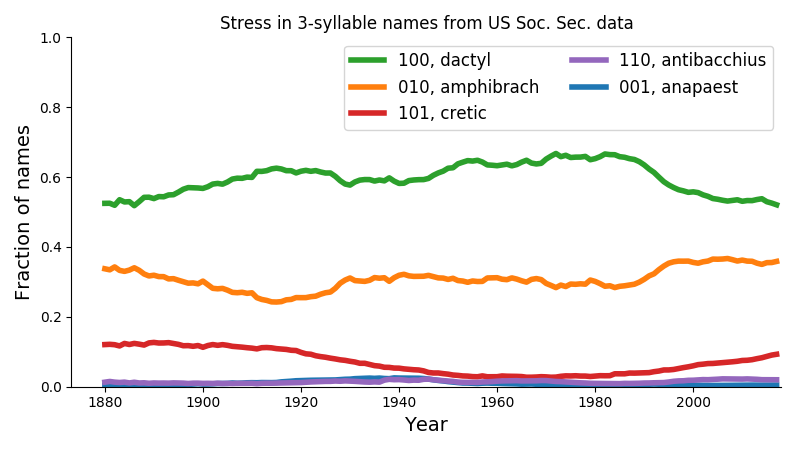 Stress in 3-syllable names from US Soc. Sec. data
1.0
0.8
0.6
0.4
0.2
0.0
Fraction of names
100, dactyl
010, amphibrach
101, cretic
110, antibacchius
001, anapaest
1880 1900 1920 1940 1960 1980 2000
Year